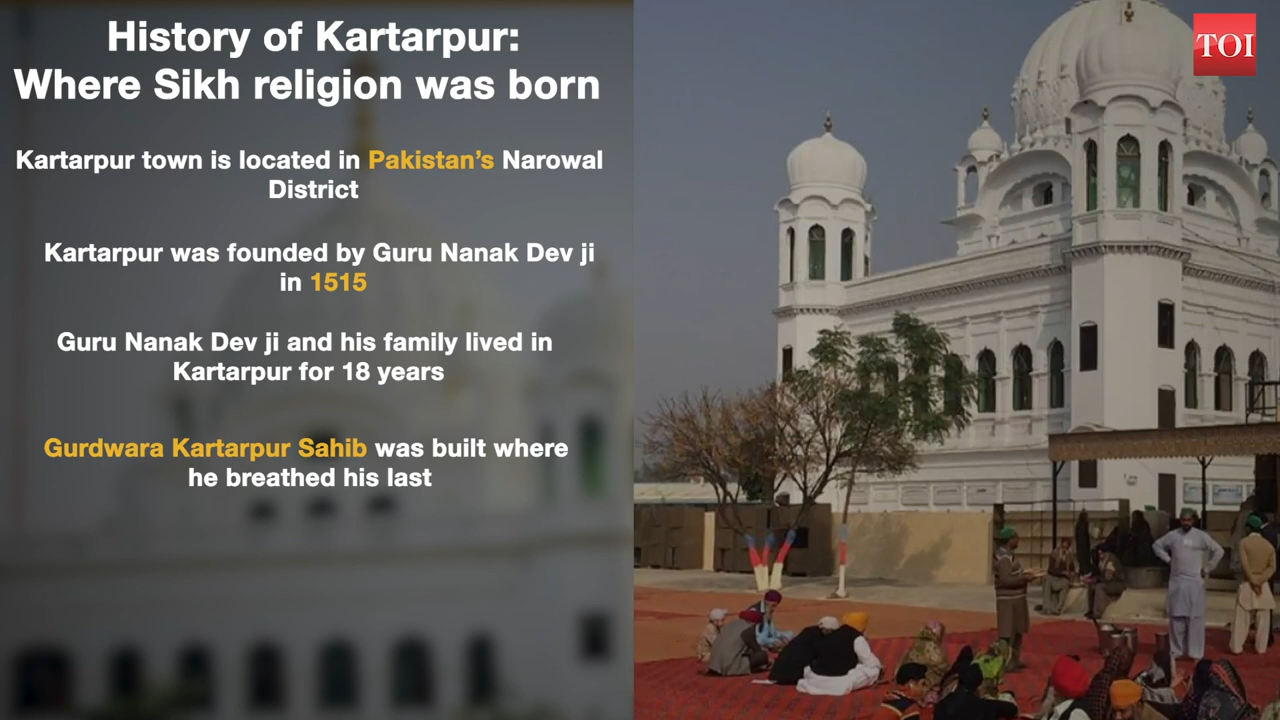 History of Kartarpur:
Where Sikh religion was born
TOI
Kartarpur town is located in Pakistan's Narowal
District
Kartarpur was founded by Guru Nanak Dev ji
in 1515
Guru Nanak Dev ji and his family lived in
Kartarpur for 18 years
Gurdwara Kartarpur Sahib was built where
he breathed his last